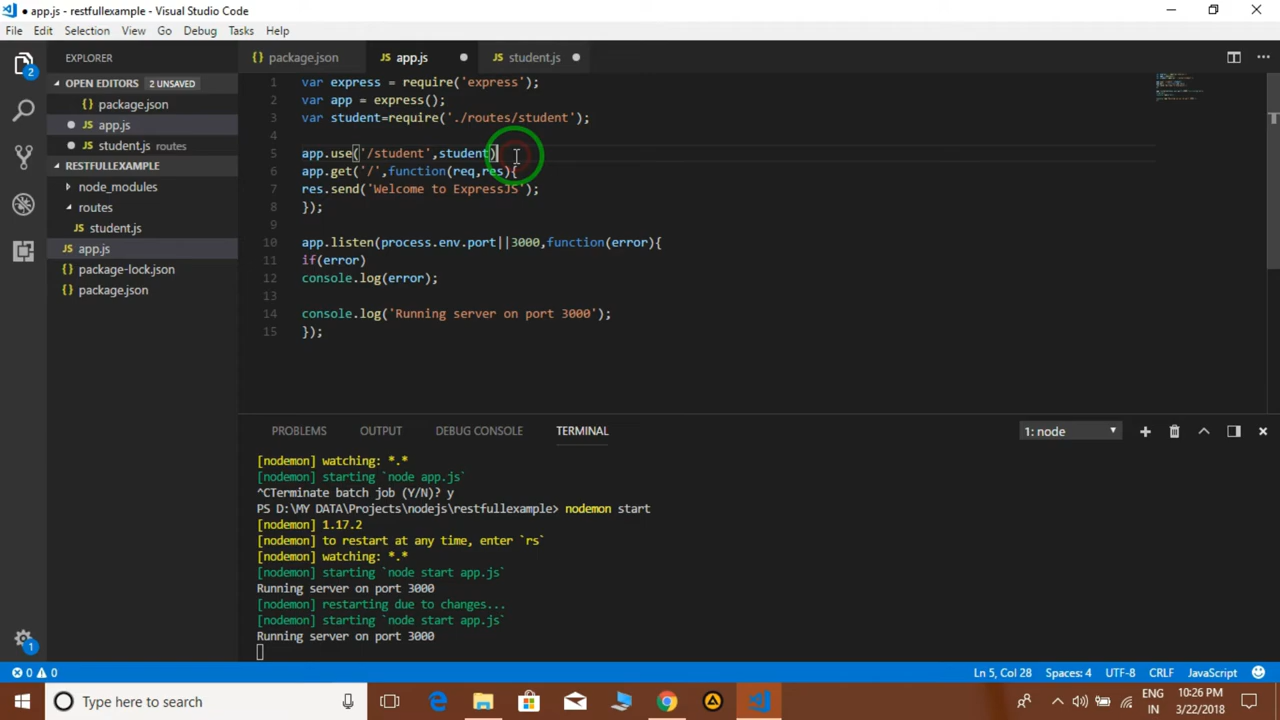 ● app.js - restfullexample - Visual Studio Code
File Edit Selection View Go Debug Tasks Help
EXPLORER
OPEN EDITORS 2 UNSAVED
{} package.json
● app.js
● student.js routes
RESTFULLEXAMPLE
node_modules
routes
JS student.js
JS app.js
{} package-lock.json
{} package.json
2
1
{} package.json JS app.js ● JS student.js ●
1 var express = require('express');
2 var app = express();
3 var student=require('./routes/student');
4
5 app.use('/student',student)
6 app.get('/',function(req,res){
7 res.send('Welcome to ExpressJS');
8 });
9
10 app.listen(process.env.port||3000,function(error){
11 if(error)
12 console.log(error);
13
14 console.log('Running server on port 3000');
15 });
PROBLEMS OUTPUT DEBUG CONSOLE TERMINAL 1: node
[nodemon] watching: *.*
[nodemon] starting `node app.js`
^CTerminate batch job (Y/N)? y
PS D:\MY DATA\Projects\nodejs\restfullexample> nodemon start
[nodemon] 1.17.2
[nodemon] to restart at any time, enter `rs`
[nodemon] watching: *.*
[nodemon] starting `node start app.js`
Running server on port 3000
[nodemon] restarting due to changes...
[nodemon] starting `node start app.js`
Running server on port 3000
0 0 Ln 5, Col 28 Spaces: 4 UTF-8 CRLF JavaScript
Type here to search
ENG
IN
10:26 PM
3/22/2018